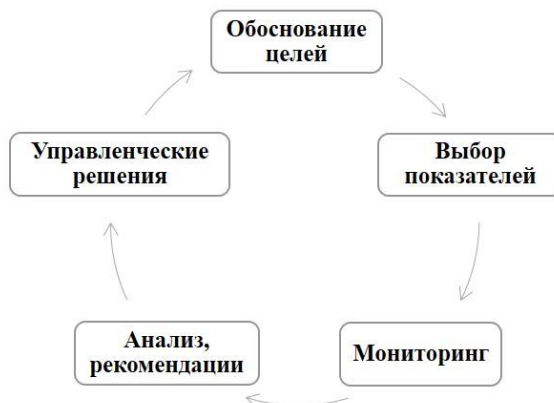 Обоснование
целей
Выбор
показателей
Мониторинг
Анализ,
рекомендации
Управленческие
решения